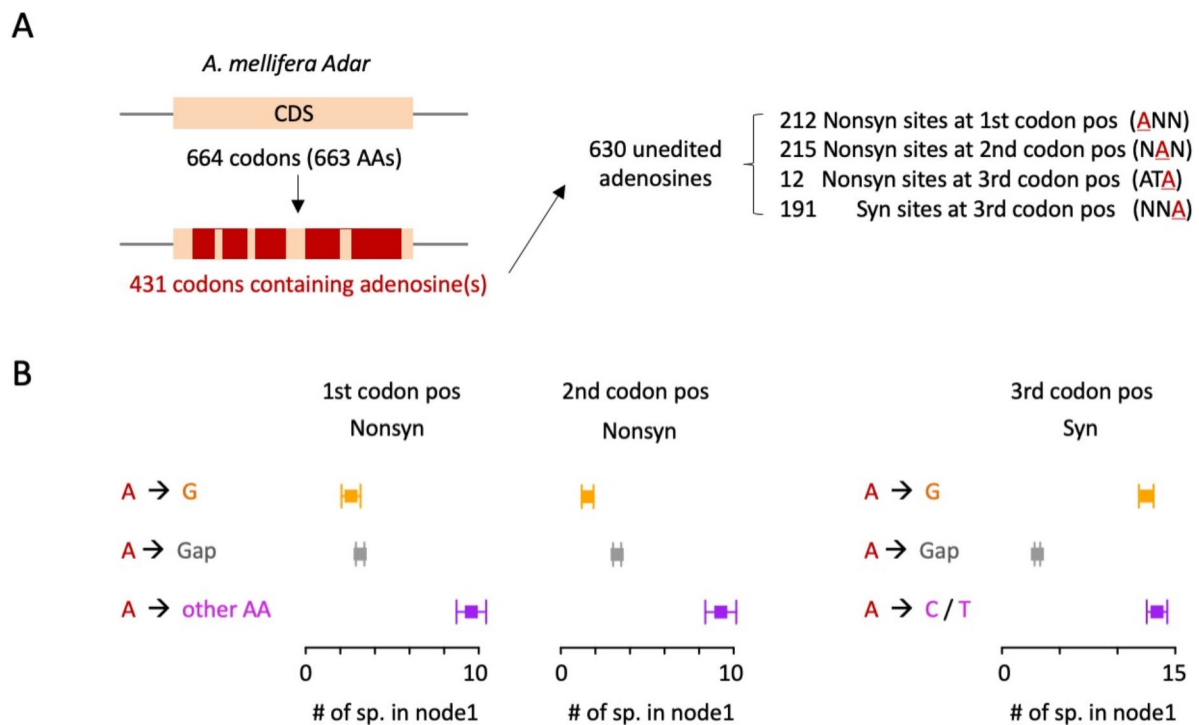 A
A. mellifera Adar
CDS
664 codons (663 AAs)
431 codons containing adenosine(s)
630 unedited
adenosines
212 Nonsyn sites at 1st codon pos (ANN)
215 Nonsyn sites at 2nd codon pos (NAN)
12 Nonsyn sites at 3rd codon pos (ATA)
191 Syn sites at 3rd codon pos (NNA)
B
1st codon pos
Nonsyn
2nd codon pos
Nonsyn
3rd codon pos
Syn
A → G
A → Gap
A → other AA
A → G
A → Gap
A → C / T
0 10
# of sp. in node1
0 10
# of sp. in node1
0 15
# of sp. in node1